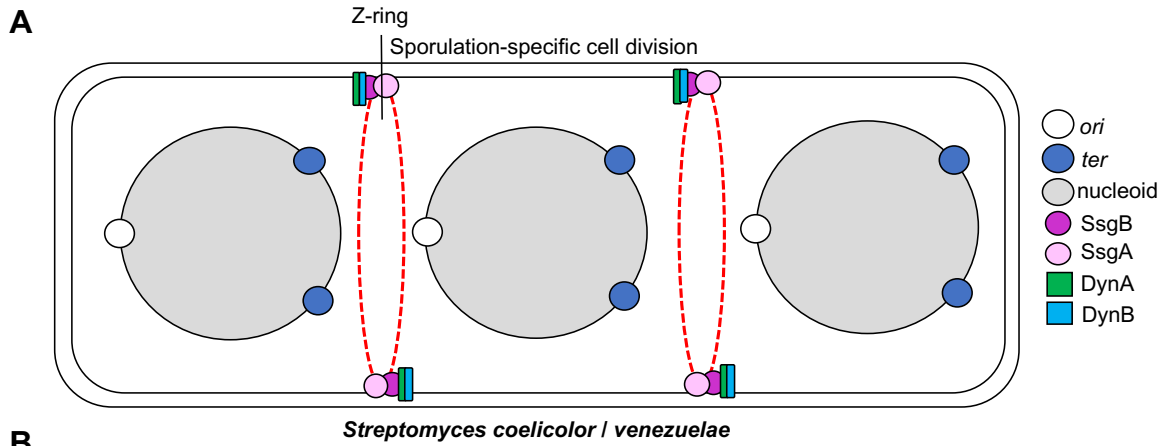 A
Z-ring
Sporulation-specific cell division
ori
ter
nucleoid
SsgB
SsgA
DynA
DynB
Streptomyces coelicolor / venezuelae
B